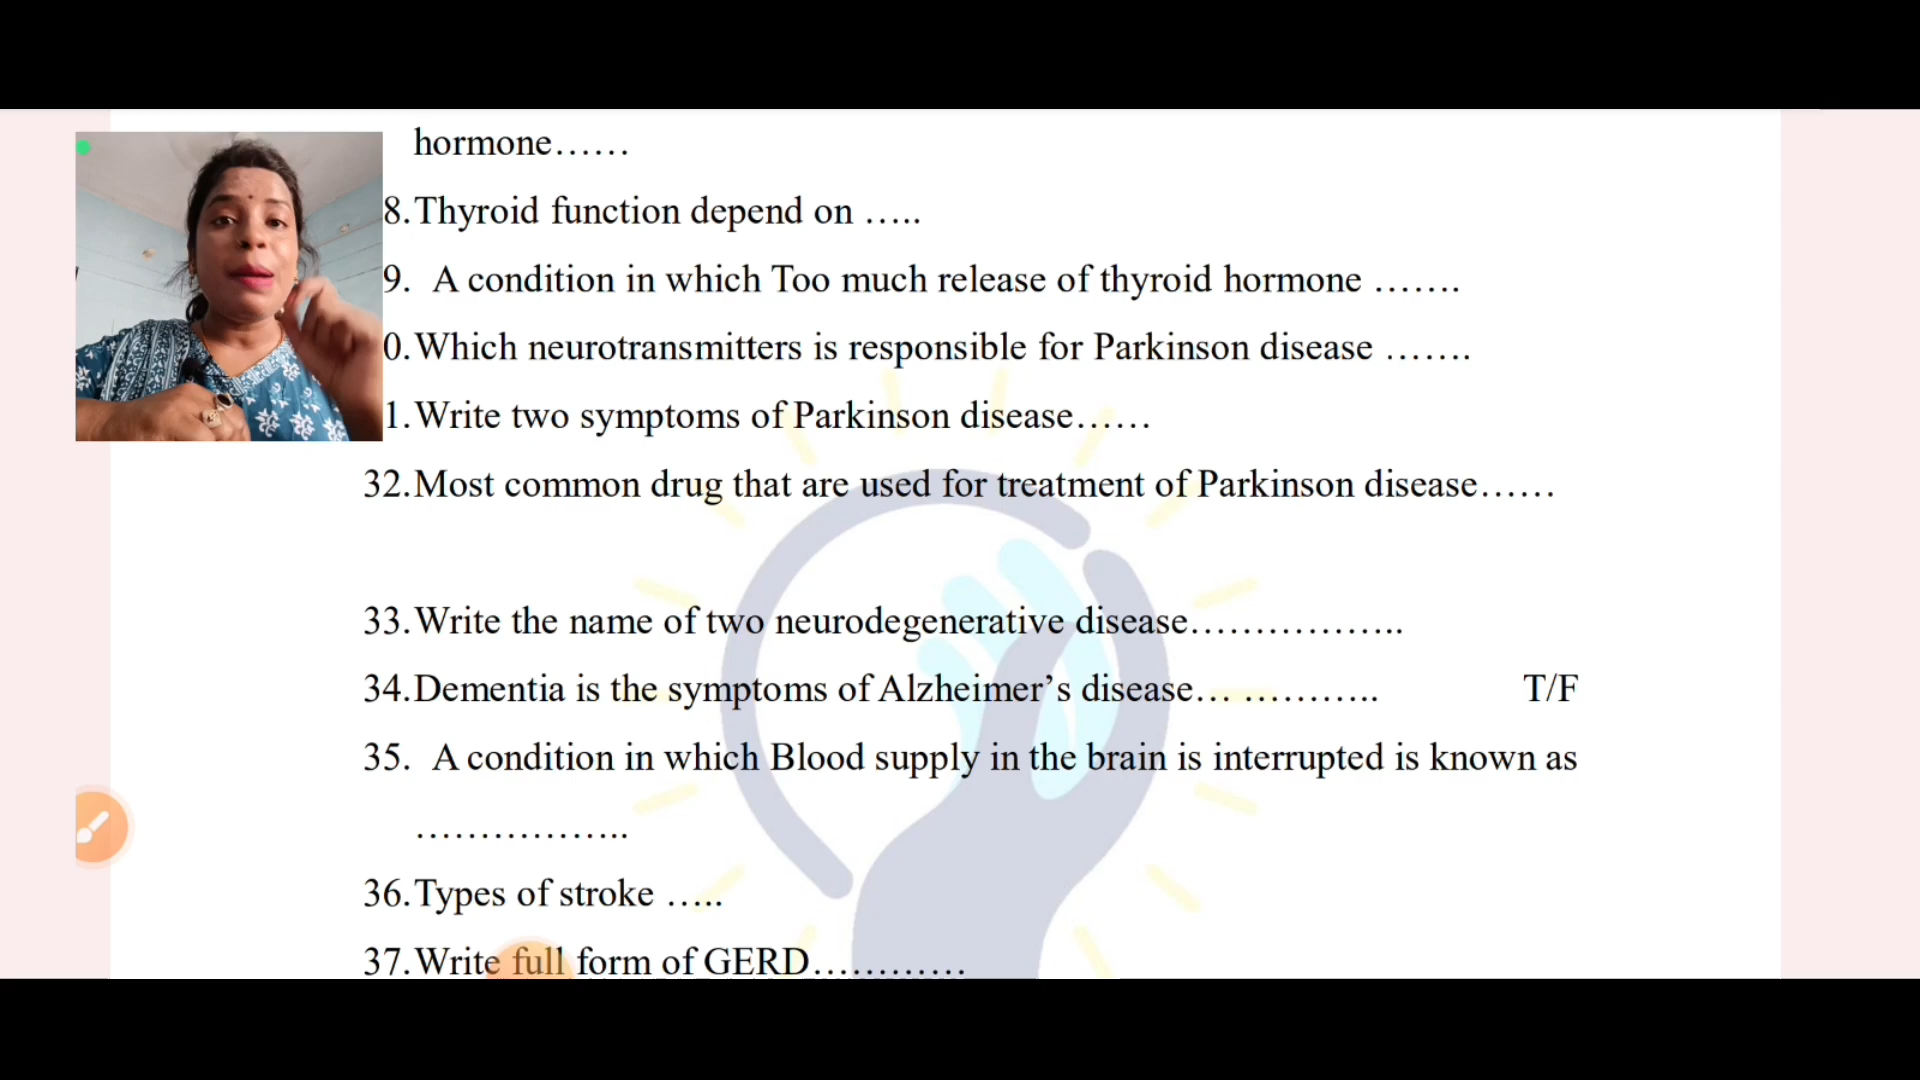 hormone……
8.Thyroid function depend on …..
9. A condition in which Too much release of thyroid hormone …….
0.Which neurotransmitters is responsible for Parkinson disease …….
1.Write two symptoms of Parkinson disease……
32.Most common drug that are used for treatment of Parkinson disease……
33.Write the name of two neurodegenerative disease……………..
34.Dementia is the symptoms of Alzheimer’s disease… ………….. T/F
35. A condition in which Blood supply in the brain is interrupted is known as
……………..
36.Types of stroke …..
37.Write full form of GERD…………